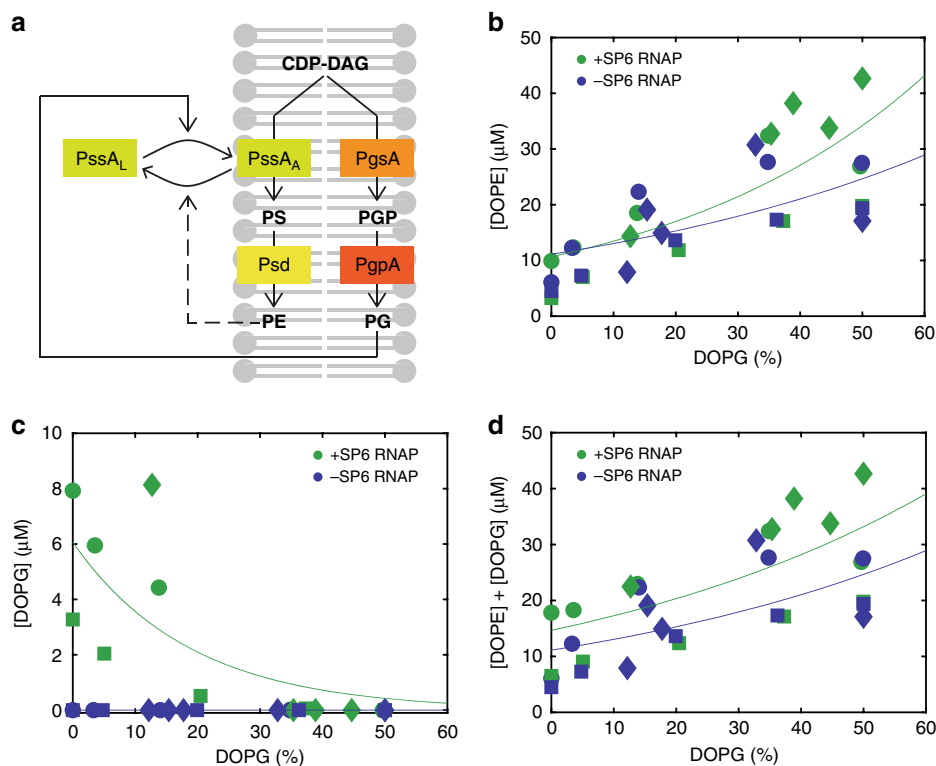 a
CDP-DAG
PssAL
PssAA
PgsA
PS
PGP
Psd
PgpA
PE
PG
b
50
40
30
20
10
0
[DOPE] (μM)
+SP6 RNAP
–SP6 RNAP
0 10 20 30 40 50 60
DOPG (%)
c
10
8
6
4
2
0
[DOPG] (μM)
+SP6 RNAP
–SP6 RNAP
0 10 20 30 40 50 60
DOPG (%)
d
50
40
30
20
10
0
[DOPE] + [DOPG] (μM)
+SP6 RNAP
–SP6 RNAP
0 10 20 30 40 50 60
DOPG (%)